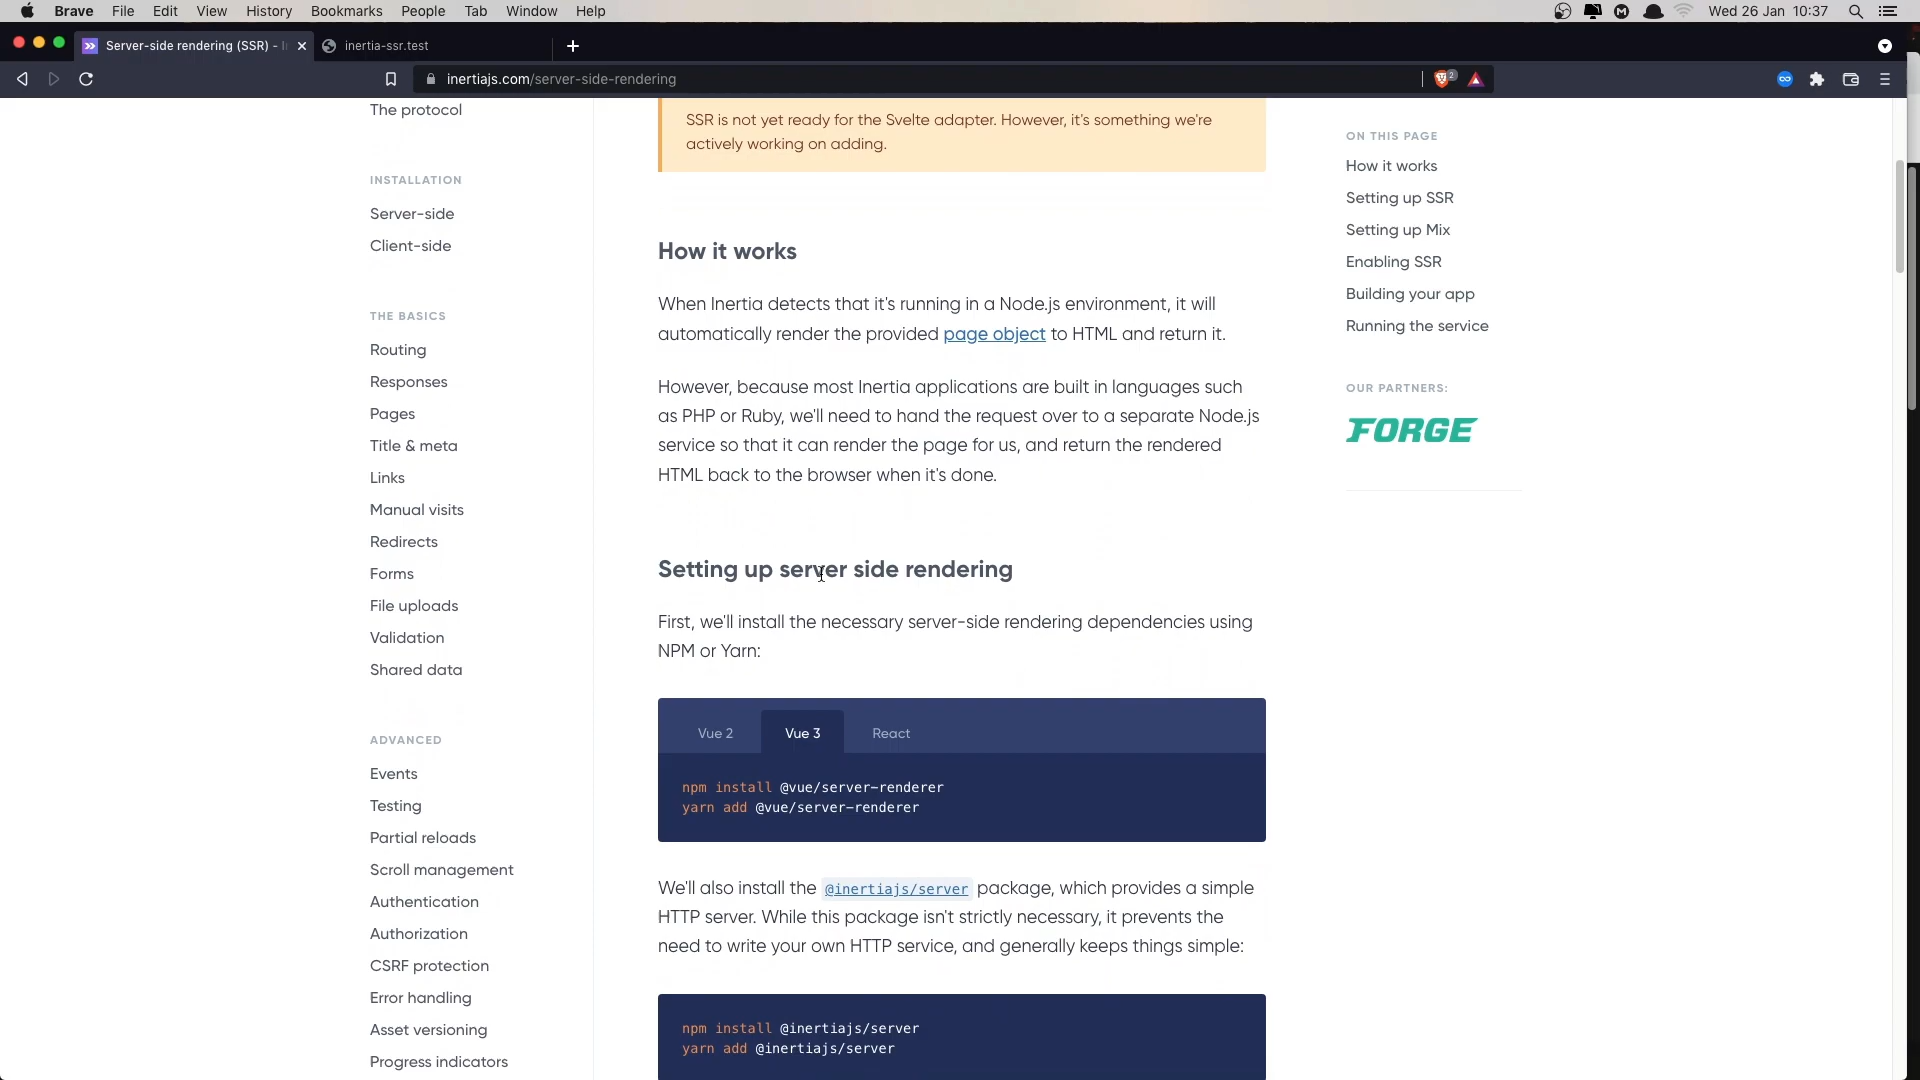 Brave File Edit View History Bookmarks People Tab Window Help
Wed 26 Jan 10:37
Server-side rendering (SSR) -
inertia-ssr.test
inertiajs.com/server-side-rendering
2
The protocol
INSTALLATION
Server-side
Client-side
THE BASICS
Routing
Responses
Pages
Title & meta
Links
Manual visits
Redirects
Forms
File uploads
Validation
Shared data
ADVANCED
Events
Testing
Partial reloads
Scroll management
Authentication
Authorization
CSRF protection
Error handling
Asset versioning
Progress indicators
SSR is not yet ready for the Svelte adapter. However, it's something we're
actively working on adding.
How it works
When Inertia detects that it's running in a Node.js environment, it will
automatically render the provided page object to HTML and return it.
However, because most Inertia applications are built in languages such
as PHP or Ruby, we'll need to hand the request over to a separate Node.js
service so that it can render the page for us, and return the rendered
HTML back to the browser when it's done.
Setting up server side rendering
First, we'll install the necessary server-side rendering dependencies using
NPM or Yarn:
Vue 2 Vue 3 React
npm install @vue/server-renderer
yarn add @vue/server-renderer
We'll also install the @inertiajs/server package, which provides a simple
HTTP server. While this package isn't strictly necessary, it prevents the
need to write your own HTTP service, and generally keeps things simple:
npm install @inertiajs/server
yarn add @inertiajs/server
ON THIS PAGE
How it works
Setting up SSR
Setting up Mix
Enabling SSR
Building your app
Running the service
OUR PARTNERS:
FORGE